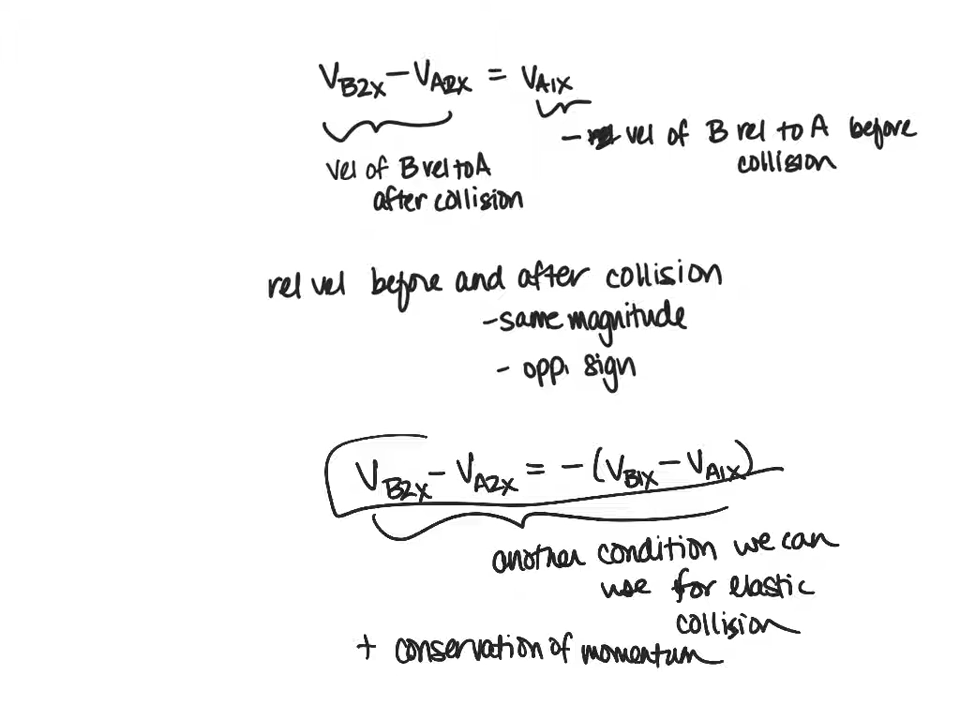 VB2x - VA2x = VA1x
- vel of B rel to A before
collision
vel of B rel to A
after collision
rel vel before and after collision
- same magnitude
- opp. sign
VB2x - VA2x = - (VB1x - VA1x)
another condition we can
use for elastic
collision
+ conservation of momentum